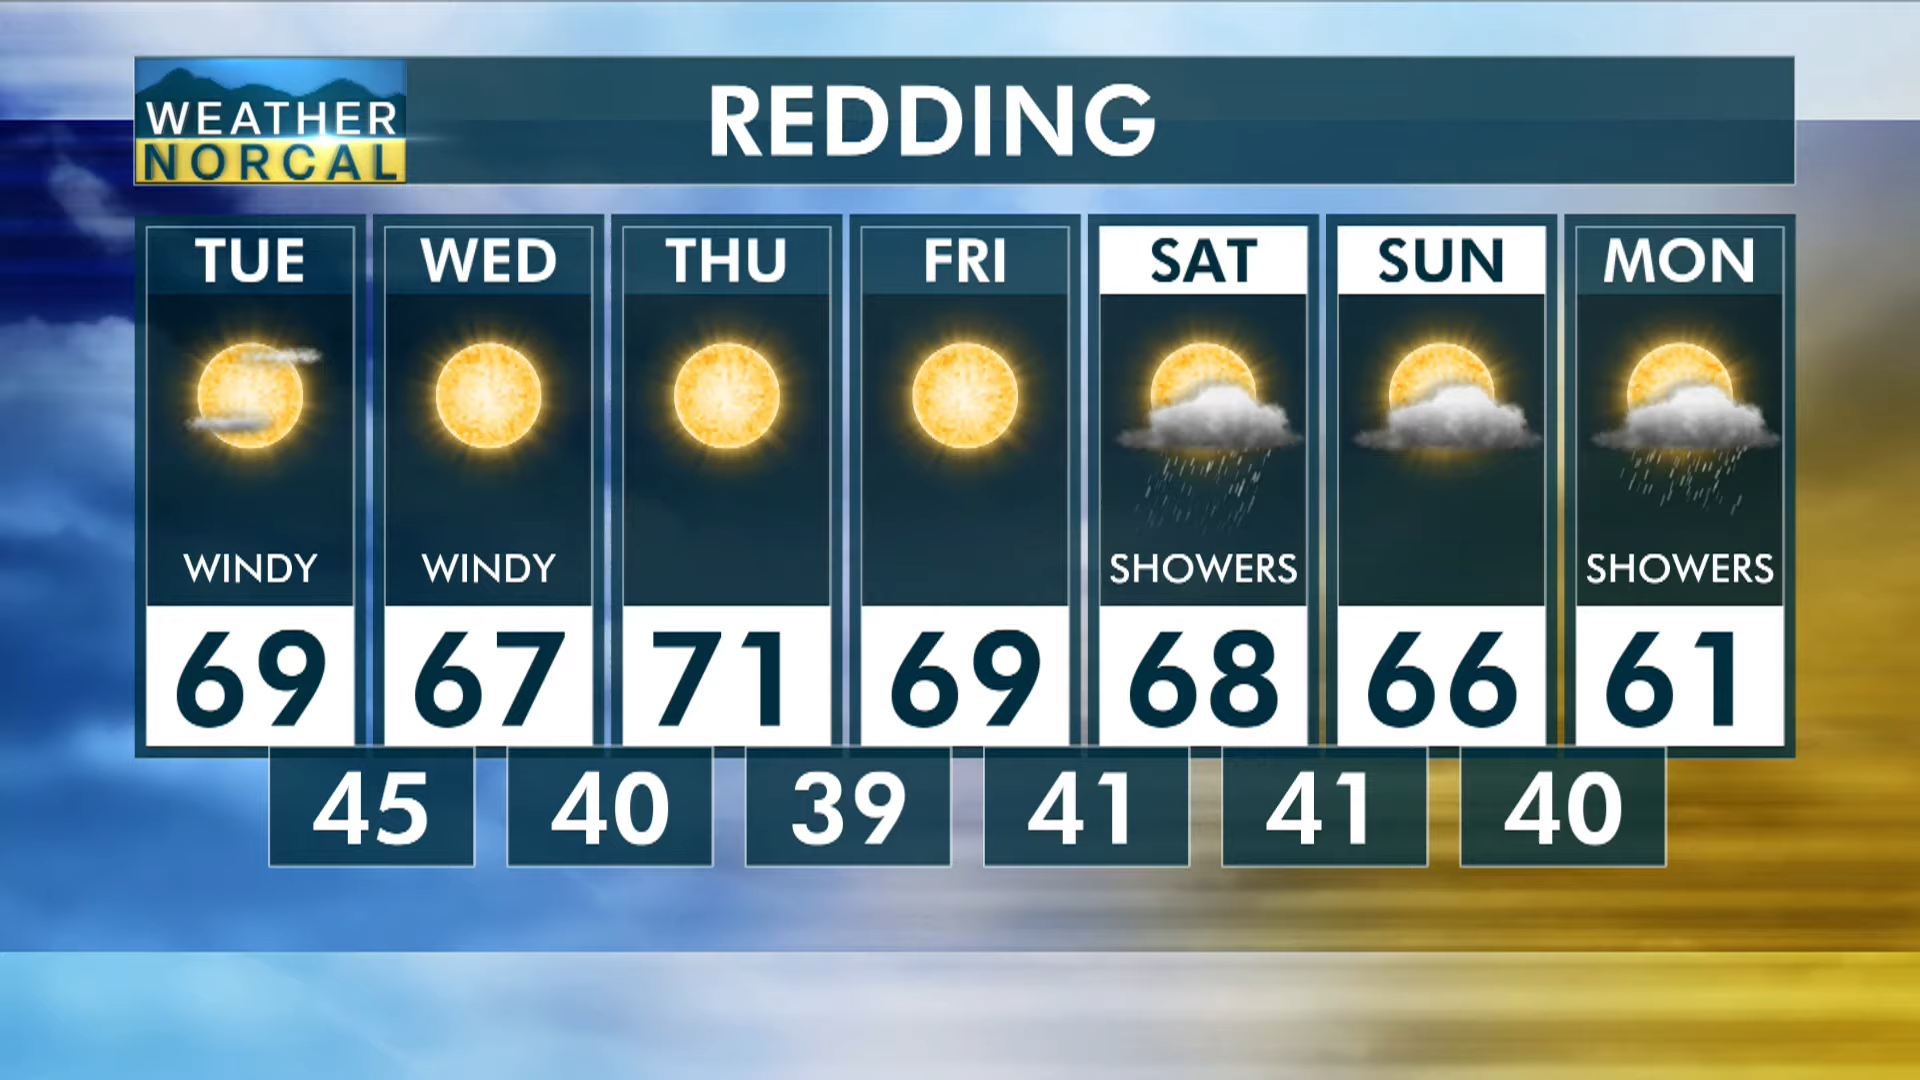 WEATHER
NORCAL
REDDING
TUE WED THU FRI SAT SUN MON
WINDY WINDY SHOWERS SHOWERS
69 67 71 69 68 66 61
45 40 39 41 41 40